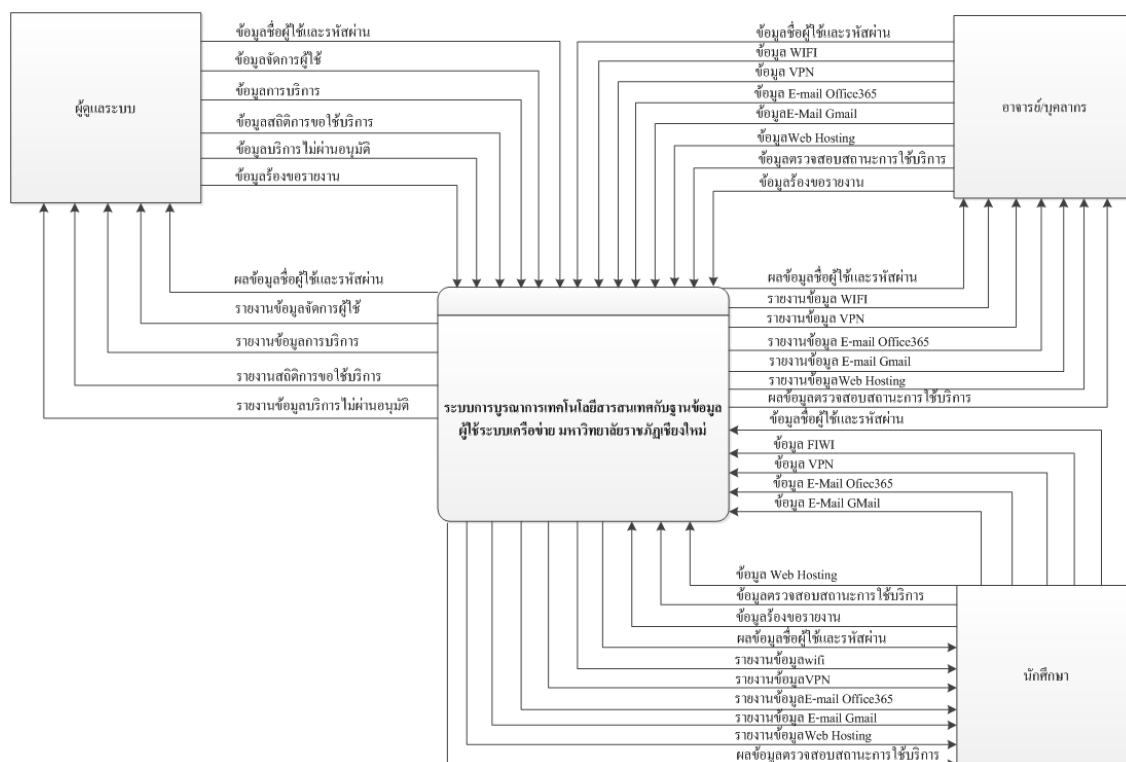 ข้อมูลชื่อผู้ใช้และรหัสผ่าน
ข้อมูลจัดการผู้ใช้
ข้อมูลการบริการ
ข้อมูลสถิติการขอใช้บริการ
ข้อมูลบริการไม่ผ่านอนุมัติ
ข้อมูลร้องขอรายงาน
ผู้ดูแลระบบ
ข้อมูลชื่อผู้ใช้และรหัสผ่าน
ข้อมูล WIFI
ข้อมูล VPN
ข้อมูล E-mail Office365
ข้อมูลE-Mail Gmail
ข้อมูลWeb Hosting
ข้อมูลตรวจสอบสถานะการใช้บริการ
ข้อมูลร้องขอรายงาน
อาจารย์/บุคลากร
ผลข้อมูลชื่อผู้ใช้และรหัสผ่าน
รายงานข้อมูลจัดการผู้ใช้
รายงานข้อมูลการบริการ
รายงานสถิติการขอใช้บริการ
รายงานข้อมูลบริการไม่ผ่านอนุมัติ
ระบบการบูรณาการเทคโนโลยีสารสนเทศกับฐานข้อมูล
ผู้ใช้ระบบเครือข่าย มหาวิทยาลัยราชภัฏเชียงใหม่
ผลข้อมูลชื่อผู้ใช้และรหัสผ่าน
รายงานข้อมูล WIFI
รายงานข้อมูล VPN
รายงานข้อมูล E-mail Office365
รายงานข้อมูล E-mail Gmail
รายงานข้อมูลWeb Hosting
ผลข้อมูลตรวจสอบสถานะการใช้บริการ
ข้อมูลชื่อผู้ใช้และรหัสผ่าน
ข้อมูล FIWI
ข้อมูล VPN
ข้อมูล E-Mail Ofiec365
ข้อมูล E-Mail GMail
ข้อมูล Web Hosting
ข้อมูลตรวจสอบสถานะการใช้บริการ
ข้อมูลร้องขอรายงาน
ผลข้อมูลชื่อผู้ใช้และรหัสผ่าน
รายงานข้อมูลwifi
รายงานข้อมูลVPN
รายงานข้อมูลE-mail Office365
รายงานข้อมูล E-mail Gmail
รายงานข้อมูลWeb Hosting
ผลข้อมูลตรวจสอบสถานะการใช้บริการ
นักศึกษา